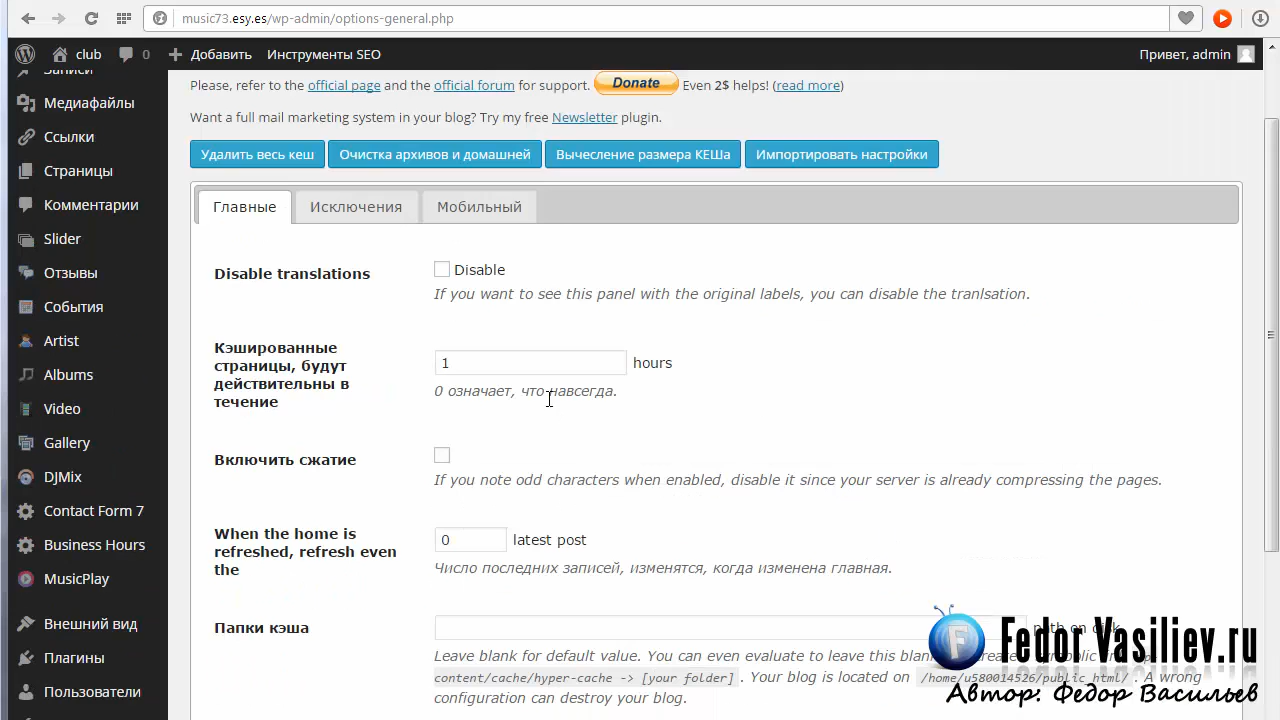 music73.esy.es/wp-admin/options-general.php
club 0 Добавить Инструменты SEO Привет, admin
Записи
Медиафайлы
Ссылки
Страницы
Комментарии
Slider
Отзывы
События
Artist
Albums
Video
Gallery
DJMix
Contact Form 7
Business Hours
MusicPlay
Внешний вид
Плагины
Пользователи
Please, refer to the official page and the official forum for support. Donate Even 2$ helps! (read more)
Want a full mail marketing system in your blog? Try my free Newsletter plugin.
Удалить весь кеш Очистка архивов и домашней Вычесление размера КЕШа Импортировать настройки
Главные Исключения Мобильный
Disable translations Disable
If you want to see this panel with the original labels, you can disable the tranlsation.
Кэшированные
страницы, будут
действительны в
течение
1 hours
0 означает, что навсегда.
Включить сжатие
If you note odd characters when enabled, disable it since your server is already compressing the pages.
When the home is
refreshed, refresh even
the
0 latest post
Число последних записей, изменятся, когда изменена главная.
Папки кэша path on disk
Leave blank for default value. You can even evaluate to leave this blank
content/cache/hyper-cache -> [your folder]. Your blog is located on /home/u580014526/public_html/. A wrong
configuration can destroy your blog.
Fedor Vasiliev.ru
Автор: Федор Васильев